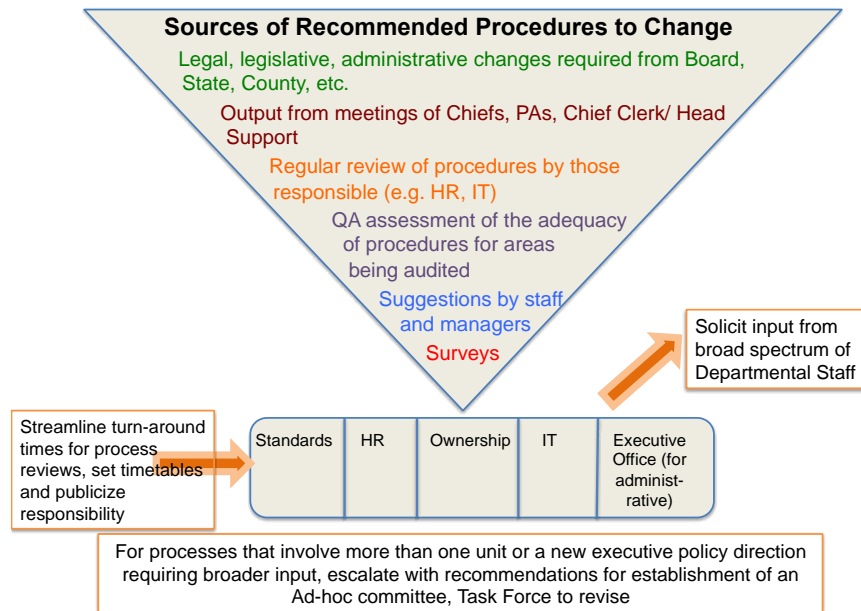 Sources of Recommended Procedures to Change
Legal, legislative, administrative changes required from Board,
State, County, etc.
Output from meetings of Chiefs, PAs, Chief Clerk/ Head
Support
Regular review of procedures by those
responsible (e.g. HR, IT)
QA assessment of the adequacy
of procedures for areas
being audited
Suggestions by staff
and managers
Surveys
Solicit input from
broad spectrum of
Departmental Staff
Streamline turn-around
times for process
reviews, set timetables
and publicize
responsibility
Standards
HR
Ownership
IT
Executive
Office (for
administ-
rative)
For processes that involve more than one unit or a new executive policy direction
requiring broader input, escalate with recommendations for establishment of an
Ad-hoc committee, Task Force to revise